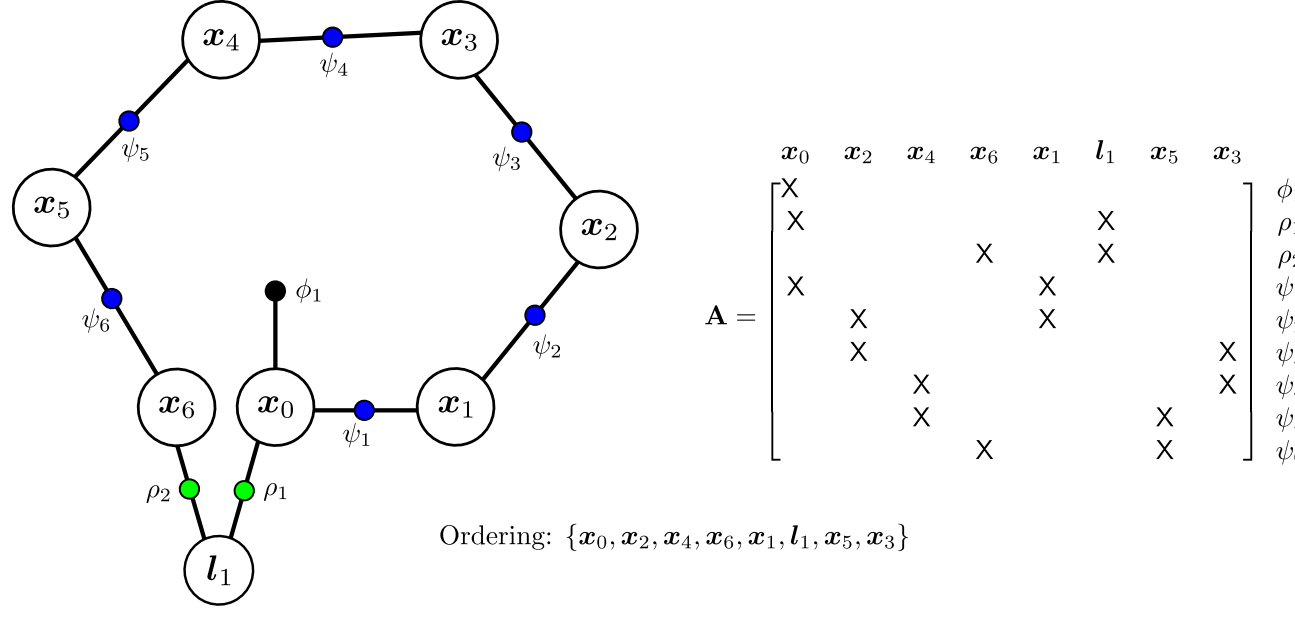 x₄
x₃
ψ₄
ψ₅
ψ₃
x₅
x₂
ϕ₁
ψ₆
ψ₂
x₆ x₀ x₁
ψ₁
ρ₂ ρ₁
l₁
x₀ x₂ x₄ x₆ x₁ l₁ x₅ x₃
X ϕ
X X ρ
X X ρ
X X ψ
A = X X ψ
X X ψ
X X ψ
X X ψ
X X ψ
Ordering: {x₀, x₂, x₄, x₆, x₁, l₁, x₅, x₃}